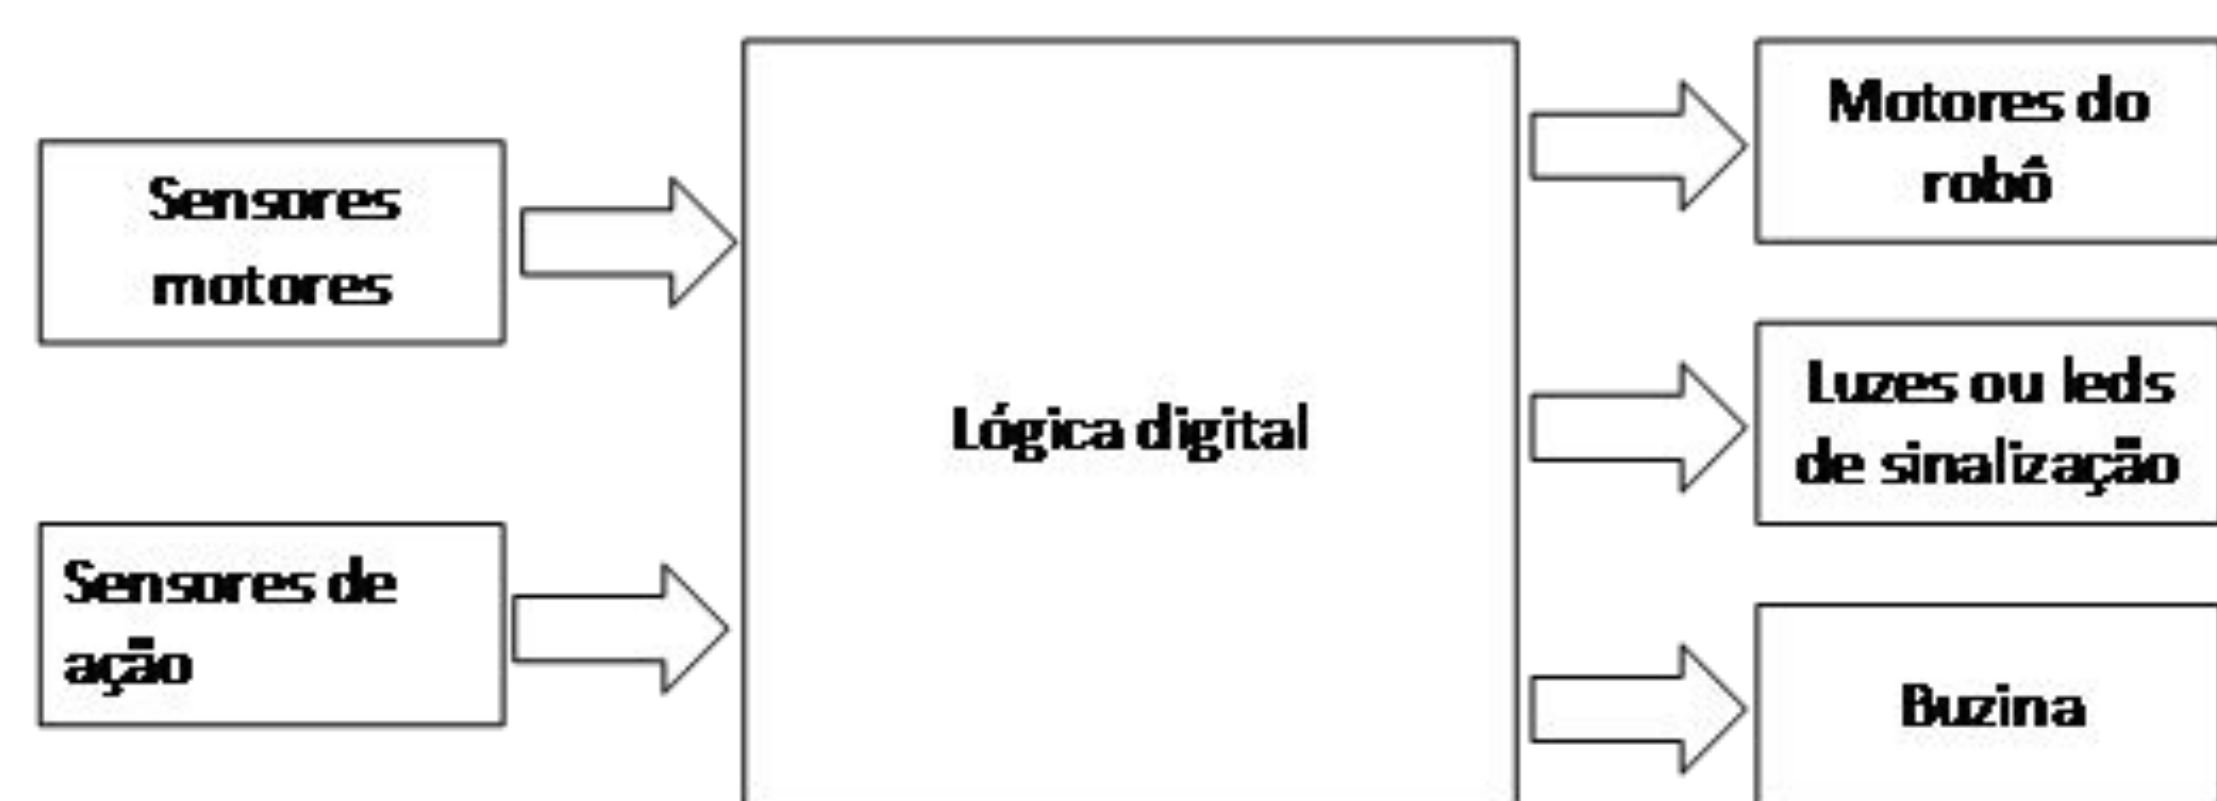 Sensores
motores
Sensores de
ação
Lógica digital
Motores do
robô
Luzes ou leds
de sinalização
Buzina